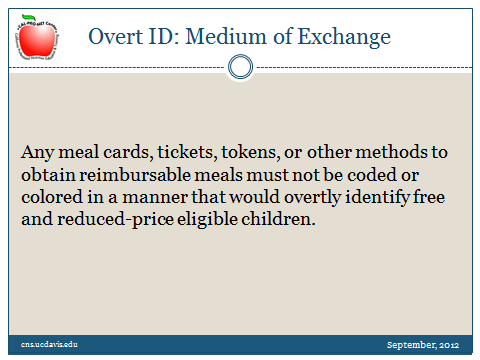 Overt ID: Medium of Exchange
Any meal cards, tickets, tokens, or other methods to
obtain reimbursable meals must not be coded or
colored in a manner that would overtly identify free
and reduced-price eligible children.
cns.ucdavis.edu
September, 2012